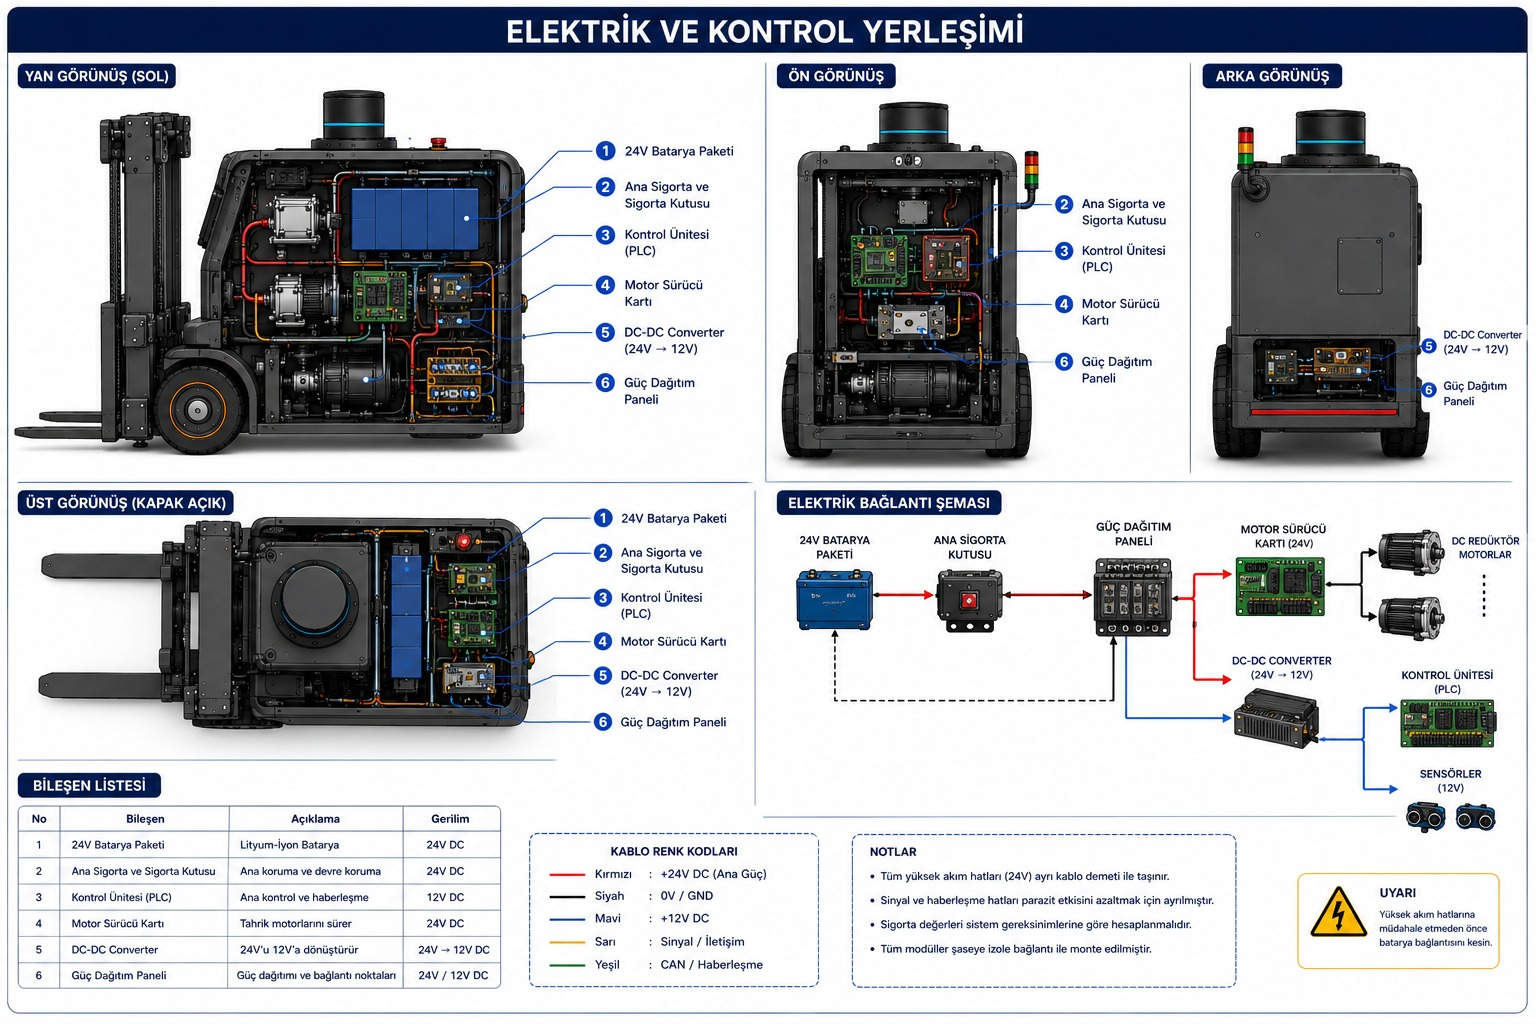 ELEKTRİK VE KONTROL YERLEŞİMİ
YAN GÖRÜNÜŞ (SOL)
1 24V Batarya Paketi
2 Ana Sigorta ve
Sigorta Kutusu
3 Kontrol Ünitesi
(PLC)
4 Motor Sürücü
Kartı
5 DC-DC Converter
(24V → 12V)
6 Güç Dağıtım
Paneli
ÖN GÖRÜNÜŞ
2 Ana Sigorta ve
Sigorta Kutusu
3 Kontrol Ünitesi
(PLC)
4 Motor Sürücü
Kartı
6 Güç Dağıtım
Paneli
ARKA GÖRÜNÜŞ
5 DC-DC Converter
(24V → 12V)
6 Güç Dağıtım
Paneli
ÜST GÖRÜNÜŞ (KAPAK AÇIK)
1 24V Batarya Paketi
2 Ana Sigorta ve
Sigorta Kutusu
3 Kontrol Ünitesi
(PLC)
4 Motor Sürücü Kartı
5 DC-DC Converter
(24V → 12V)
6 Güç Dağıtım Paneli
ELEKTRİK BAĞLANTI ŞEMASI
24V BATARYA
PAKETİ
ANA SİGORTA
KUTUSU
GÜÇ DAĞITIM
PANELİ
MOTOR SÜRÜCÜ
KARTI (24V)
DC REDÜKTÖR
MOTORLAR
DC-DC CONVERTER
(24V → 12V)
KONTROL ÜNİTESİ
(PLC)
SENSÖRLER
(12V)
BİLEŞEN LİSTESİ
No Bileşen Açıklama Gerilim
1 24V Batarya Paketi Lityum-İyon Batarya 24V DC
2 Ana Sigorta ve Sigorta Kutusu Ana koruma ve devre koruma 24V DC
3 Kontrol Ünitesi (PLC) Ana kontrol ve haberleşme 12V DC
4 Motor Sürücü Kartı Tahrik motorlarını sürer 24V DC
5 DC-DC Converter 24V'u 12V'a dönüştürür 24V → 12V DC
6 Güç Dağıtım Paneli Güç dağıtımı ve bağlantı noktaları 24V / 12V DC
KABLO RENK KODLARI
Kırmızı : +24V DC (Ana Güç)
Siyah : 0V / GND
Mavi : +12V DC
Sarı : Sinyal / İletişim
Yeşil : CAN / Haberleşme
NOTLAR
• Tüm yüksek akım hatları (24V) ayrı kablo demeti ile taşınır.
• Sinyal ve haberleşme hatları parazit etkisini azaltmak için ayrılmıştır.
• Sigorta değerleri sistem gereksinimlerine göre hesaplanmalıdır.
• Tüm modüller şaseye izole bağlantı ile monte edilmiştir.
UYARI
Yüksek akım hatlarına
müdahale etmeden önce
batarya bağlantısını kesin.